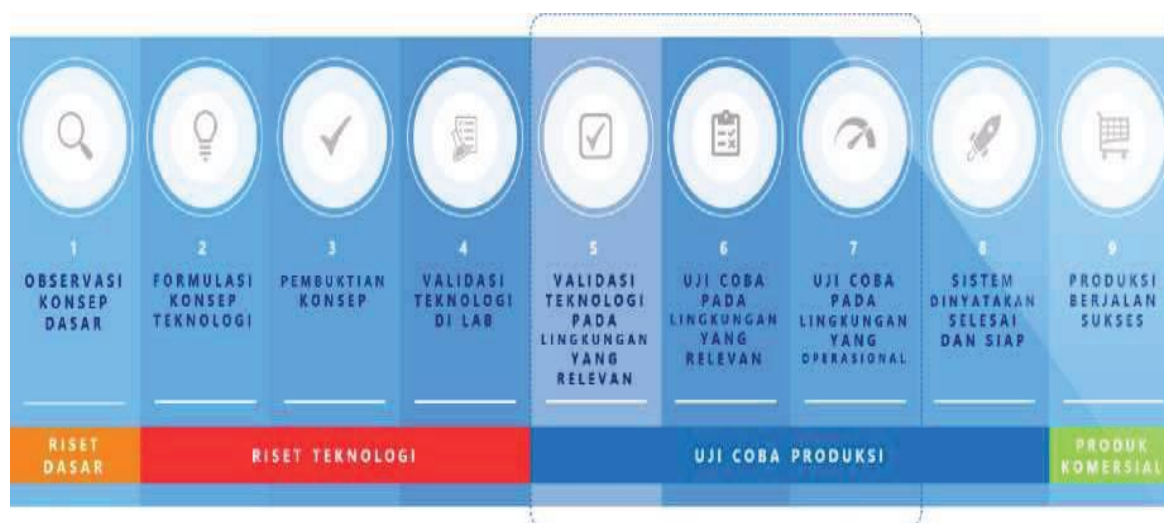 1
OBSERVASI
KONSEP
DASAR
2
FORMULASI
KONSEP
TEKNOLOGI
3
PEMBUKTIAN
KONSEP
4
VALIDASI
TEKNOLOGI
DI LAB
5
VALIDASI
TEKNOLOGI
PADA
LINGKUNGAN
YANG
RELEVAN
6
UJI COBA
PADA
LINGKUNGAN
YANG
RELEVAN
7
UJI COBA
PADA
LINGKUNGAN
YANG
OPERASIONAL
8
SISTEM
DINYATAKAN
SELESAI
DAN SIAP
9
PRODUKSI
BERJALAN
SUKSES
RISET
DASAR
RISET TEKNOLOGI
UJI COBA PRODUKSI
PRODUK
KOMERSIAL